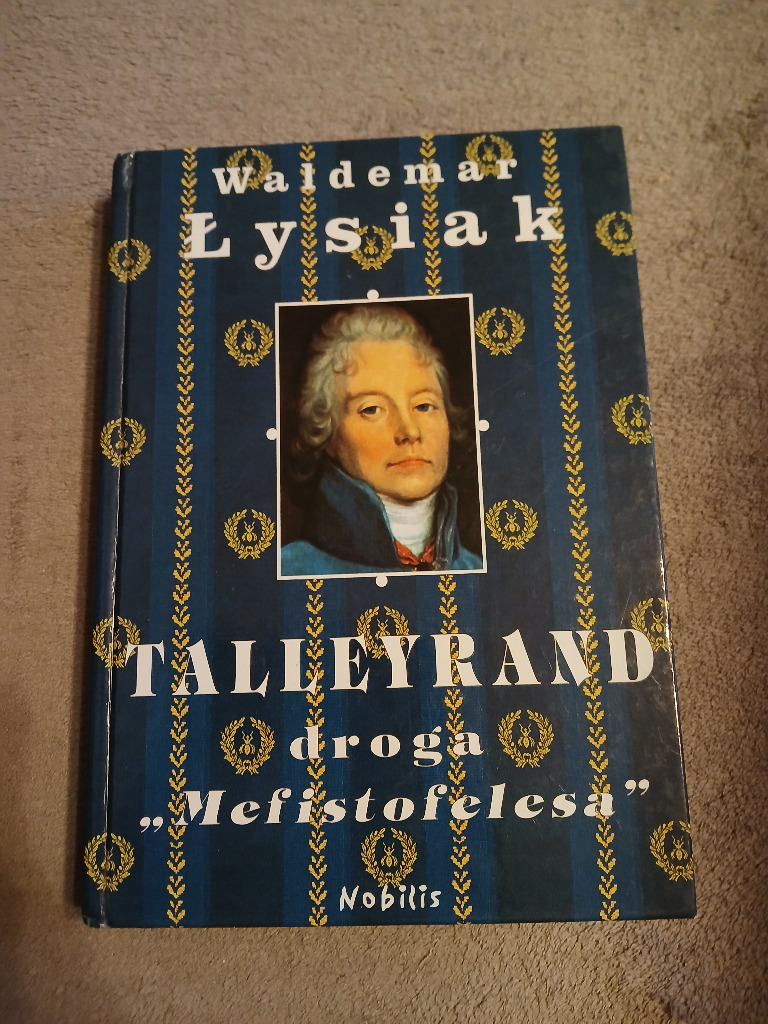 Waldemar
Łysiak
TALLEYRAND
droga
„Mefistofelesa”
Nobilis